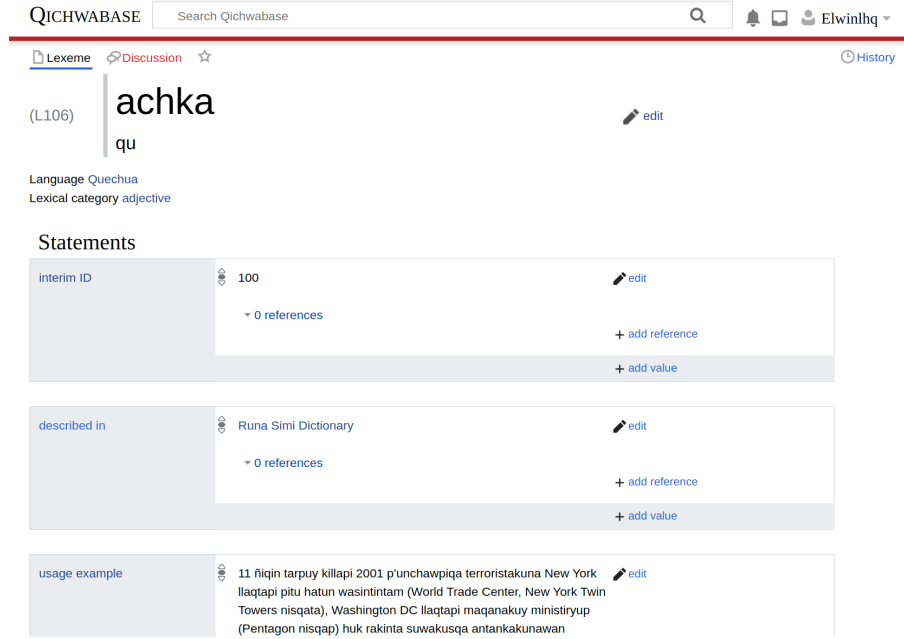 QICHWABASE Search Qichwabase Elwinlhq
Lexeme Discussion History
(L106) achka edit
qu
Language Quechua
Lexical category adjective
Statements
interim ID 100 edit
0 references
+ add reference
+ add value
described in Runa Simi Dictionary edit
0 references
+ add reference
+ add value
usage example 11 ñiqin tarpuy killapi 2001 p'unchawpiqa terroristakuna New York edit
llaqtapi pitu hatun wasintintam (World Trade Center, New York Twin
Towers nisqata), Washington DC llaqtapi maqanakuy ministiryup
(Pentagon nisqap) huk rakinta suwakusqa antankakunawan